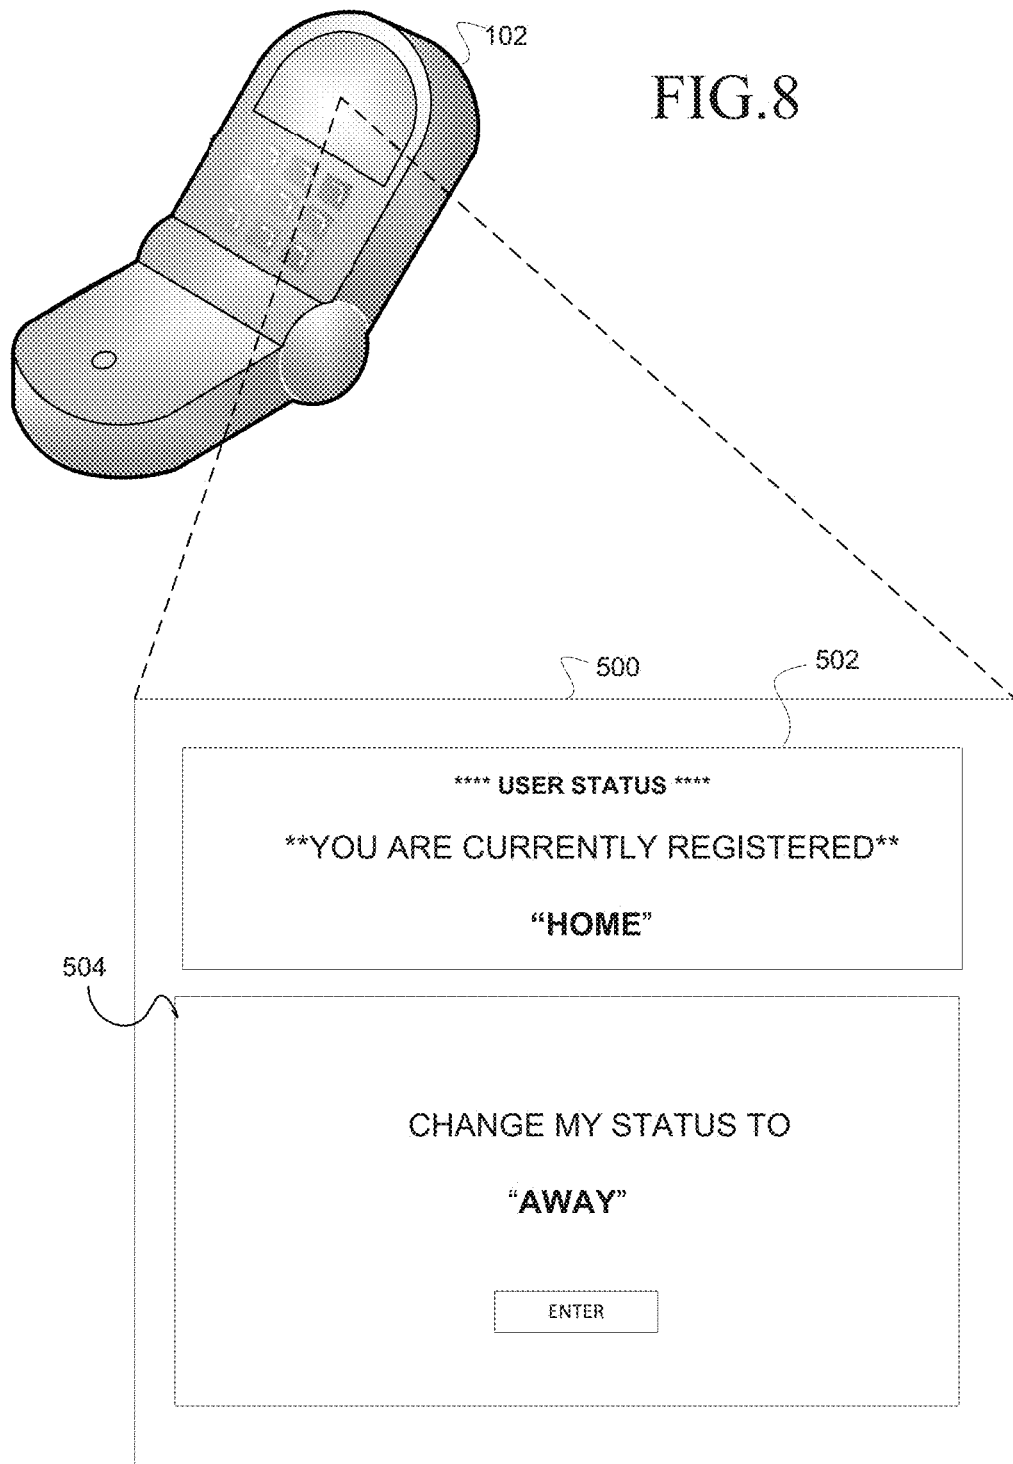 102
FIG.8
500
502
**** USER STATUS ****
**YOU ARE CURRENTLY REGISTERED**
“HOME”
504
CHANGE MY STATUS TO
“AWAY”
ENTER